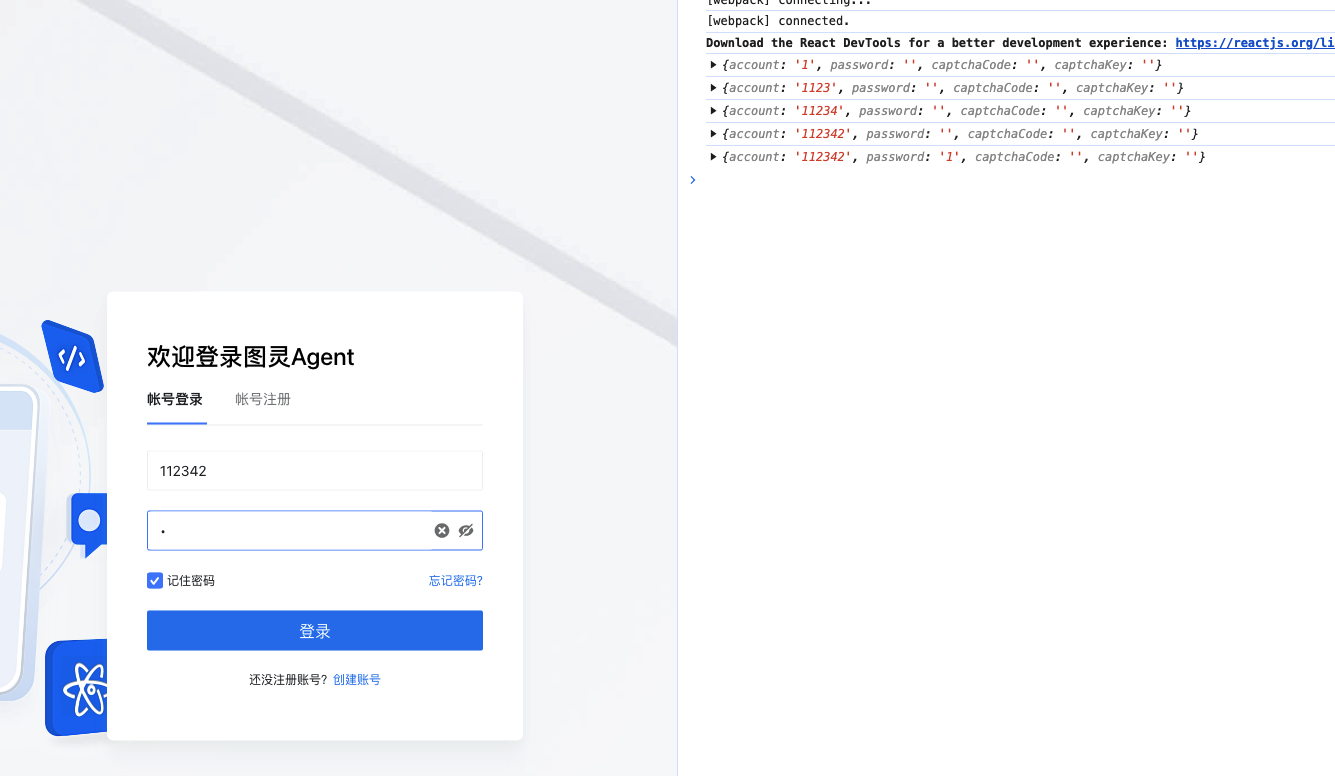 欢迎登录图灵Agent
帐号登录 帐号注册
112342
•
记住密码 忘记密码?
登录
还没注册账号? 创建账号
[webpack] connecting...
[webpack] connected.
Download the React DevTools for a better development experience: https://reactjs.org/li
{account: '1', password: '', captchaCode: '', captchaKey: ''}
{account: '1123', password: '', captchaCode: '', captchaKey: ''}
{account: '11234', password: '', captchaCode: '', captchaKey: ''}
{account: '112342', password: '', captchaCode: '', captchaKey: ''}
{account: '112342', password: '1', captchaCode: '', captchaKey: ''}